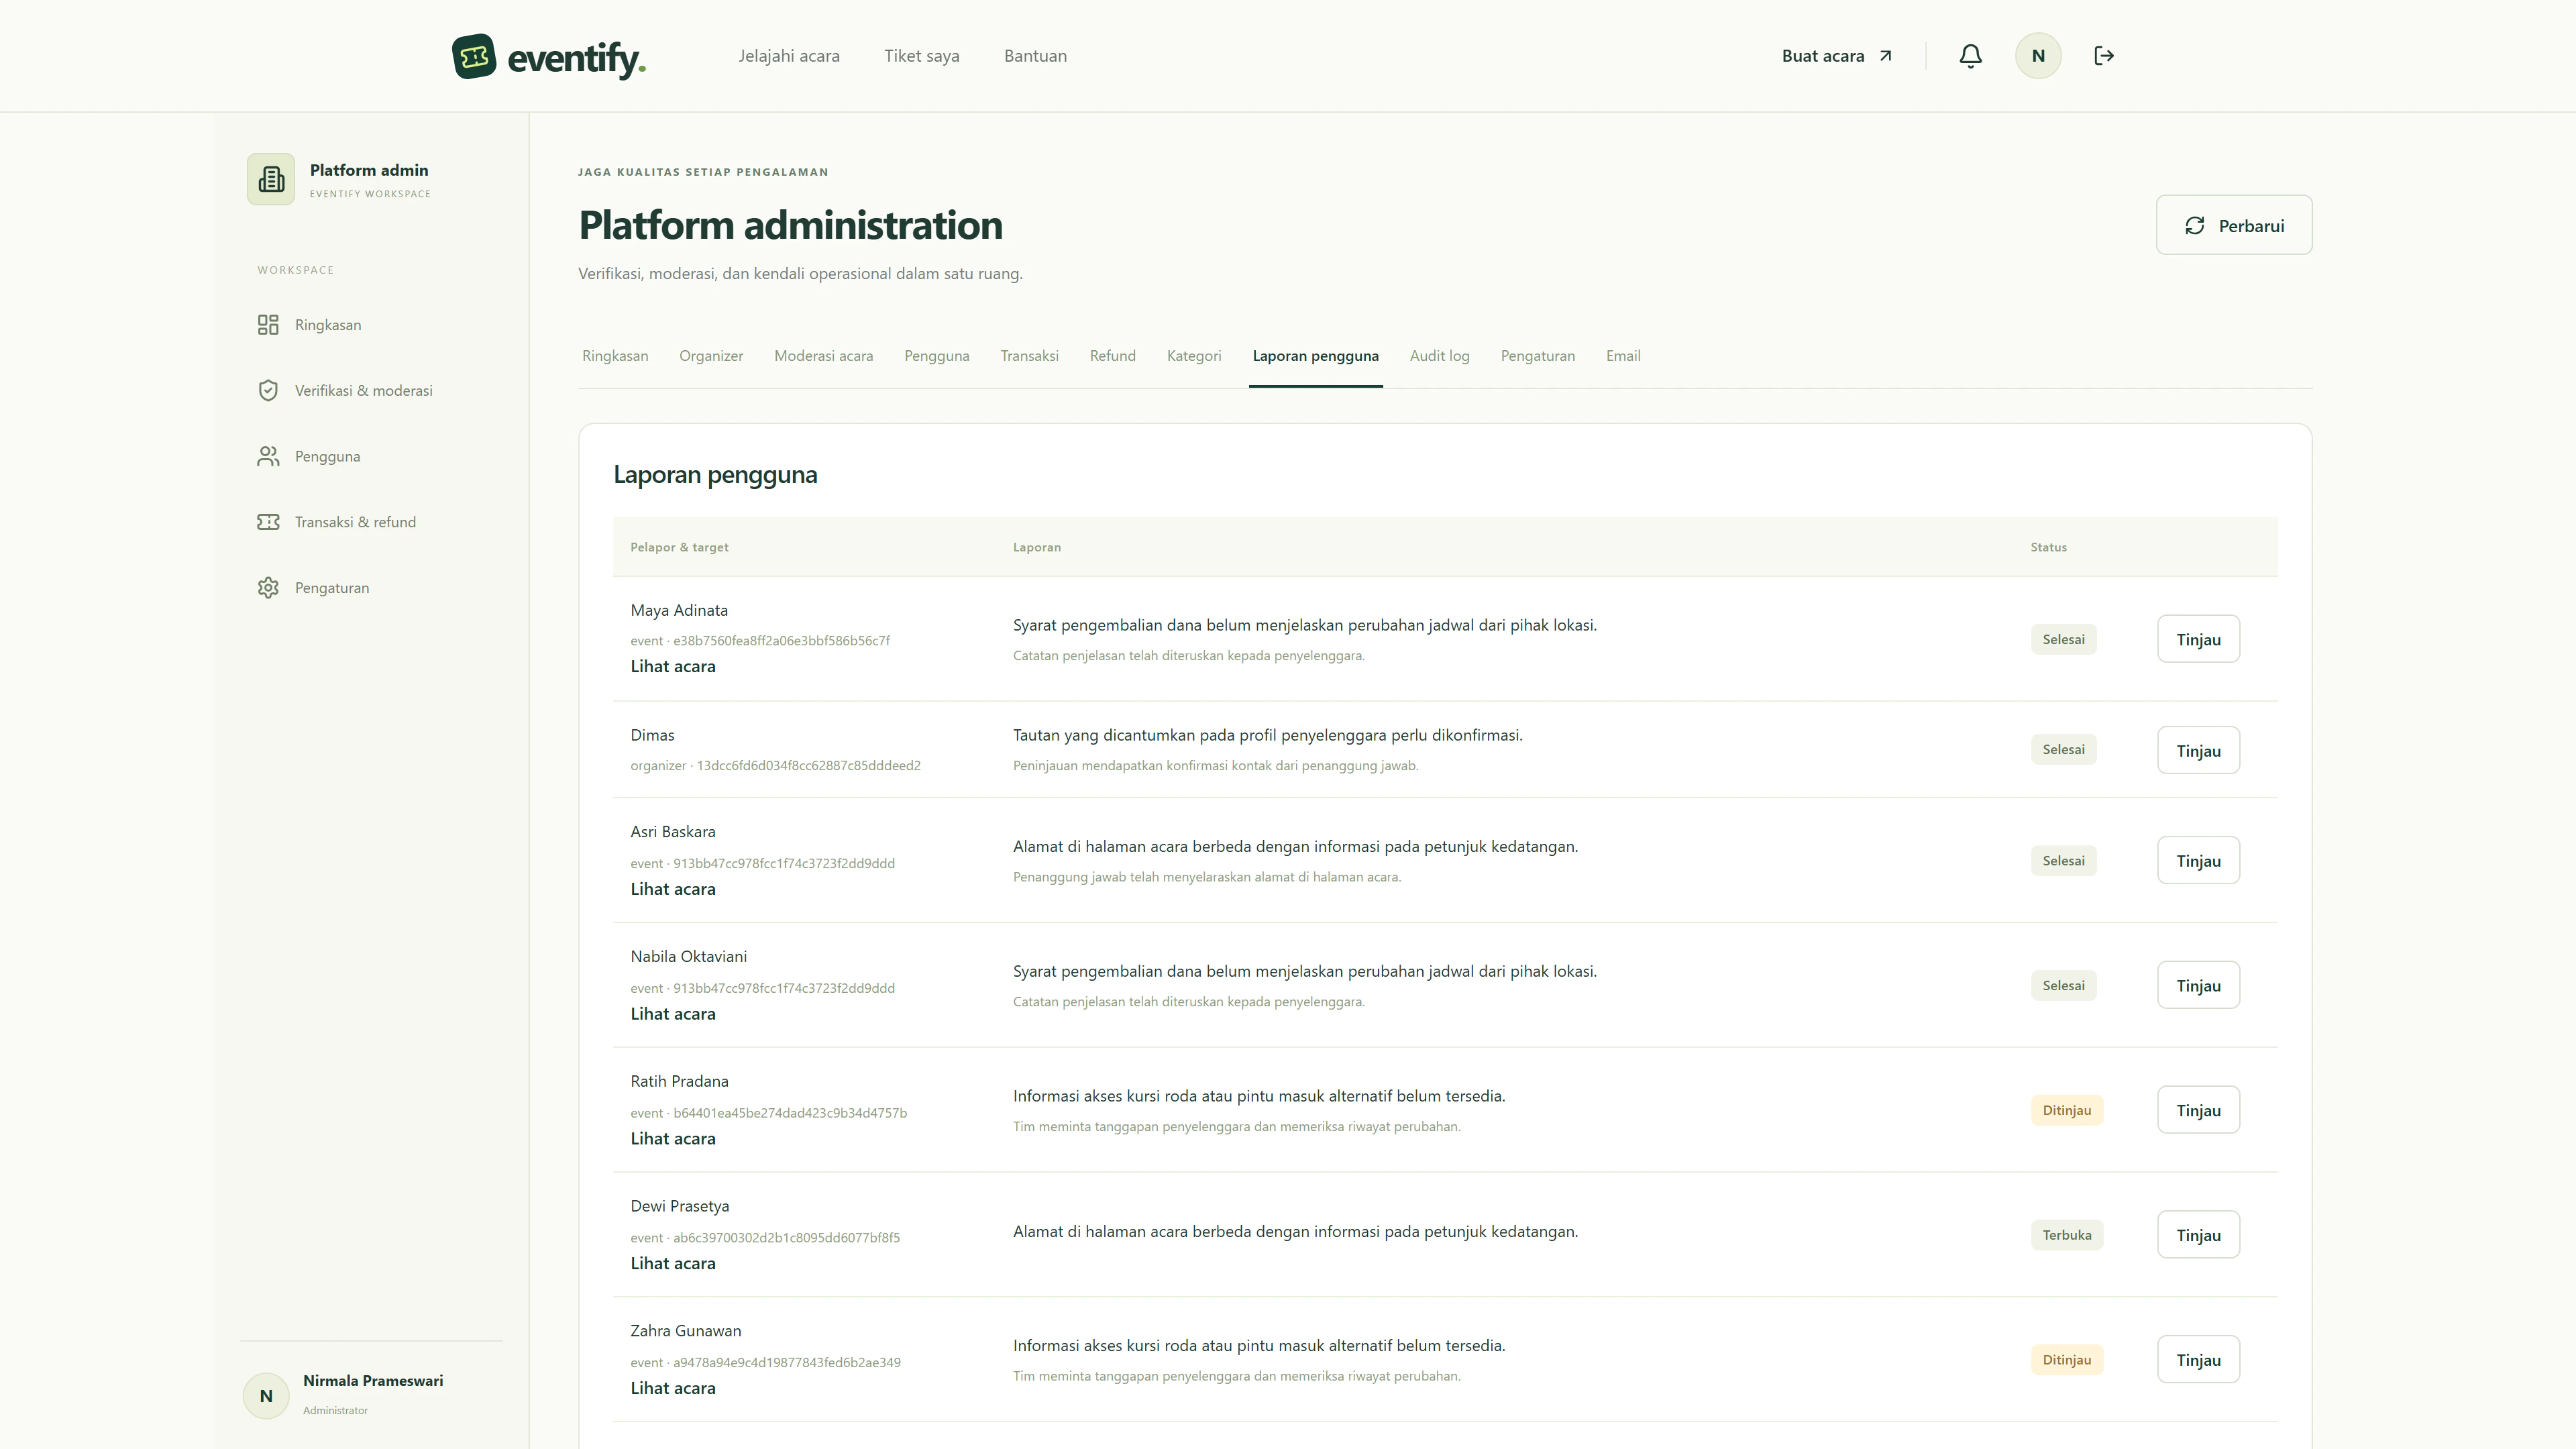 eventify.
Jelajahi acara
Tiket saya
Bantuan
Buat acara
N
Platform admin
EVENTIFY WORKSPACE
WORKSPACE
Ringkasan
Verifikasi & moderasi
Pengguna
Transaksi & refund
Pengaturan
N
Nirmala Prameswari
Administrator
JAGA KUALITAS SETIAP PENGALAMAN
Platform administration
Verifikasi, moderasi, dan kendali operasional dalam satu ruang.
Perbarui
Ringkasan
Organizer
Moderasi acara
Pengguna
Transaksi
Refund
Kategori
Laporan pengguna
Audit log
Pengaturan
Email
Laporan pengguna
Pelapor & target
Laporan
Status
Maya Adinata
event · e38b7560fea8ff2a06e3bbf586b56c7f
Lihat acara
Syarat pengembalian dana belum menjelaskan perubahan jadwal dari pihak lokasi.
Catatan penjelasan telah diteruskan kepada penyelenggara.
Selesai
Tinjau
Dimas
organizer · 13dcc6fd6d034f8cc62887c85dddeed2
Tautan yang dicantumkan pada profil penyelenggara perlu dikonfirmasi.
Peninjauan mendapatkan konfirmasi kontak dari penanggung jawab.
Selesai
Tinjau
Asri Baskara
event · 913bb47cc978fcc1f74c3723f2dd9ddd
Lihat acara
Alamat di halaman acara berbeda dengan informasi pada petunjuk kedatangan.
Penanggung jawab telah menyelaraskan alamat di halaman acara.
Selesai
Tinjau
Nabila Oktaviani
event · 913bb47cc978fcc1f74c3723f2dd9ddd
Lihat acara
Syarat pengembalian dana belum menjelaskan perubahan jadwal dari pihak lokasi.
Catatan penjelasan telah diteruskan kepada penyelenggara.
Selesai
Tinjau
Ratih Pradana
event · b64401ea45be274dad423c9b34d4757b
Lihat acara
Informasi akses kursi roda atau pintu masuk alternatif belum tersedia.
Tim meminta tanggapan penyelenggara dan memeriksa riwayat perubahan.
Ditinjau
Tinjau
Dewi Prasetya
event · ab6c39700302d2b1c8095dd6077bf8f5
Lihat acara
Alamat di halaman acara berbeda dengan informasi pada petunjuk kedatangan.
Terbuka
Tinjau
Zahra Gunawan
event · a9478a94e9c4d19877843fed6b2ae349
Lihat acara
Informasi akses kursi roda atau pintu masuk alternatif belum tersedia.
Tim meminta tanggapan penyelenggara dan memeriksa riwayat perubahan.
Ditinjau
Tinjau